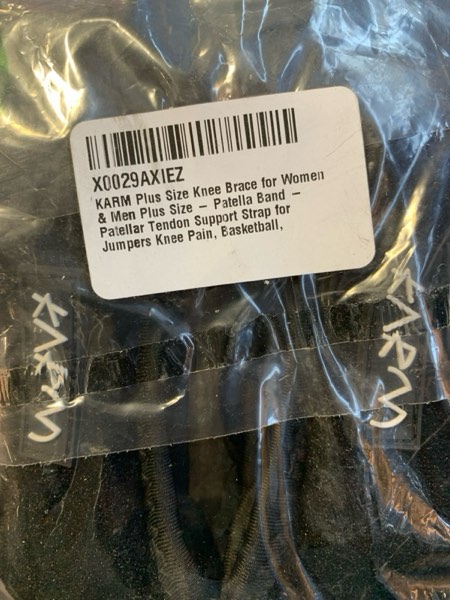 X0029AXIEZ
KARM Plus Size Knee Brace for Women
& Men Plus Size – Patella Band –
Patellar Tendon Support Strap for
Jumpers Knee Pain, Basketball,
KARM
KARM